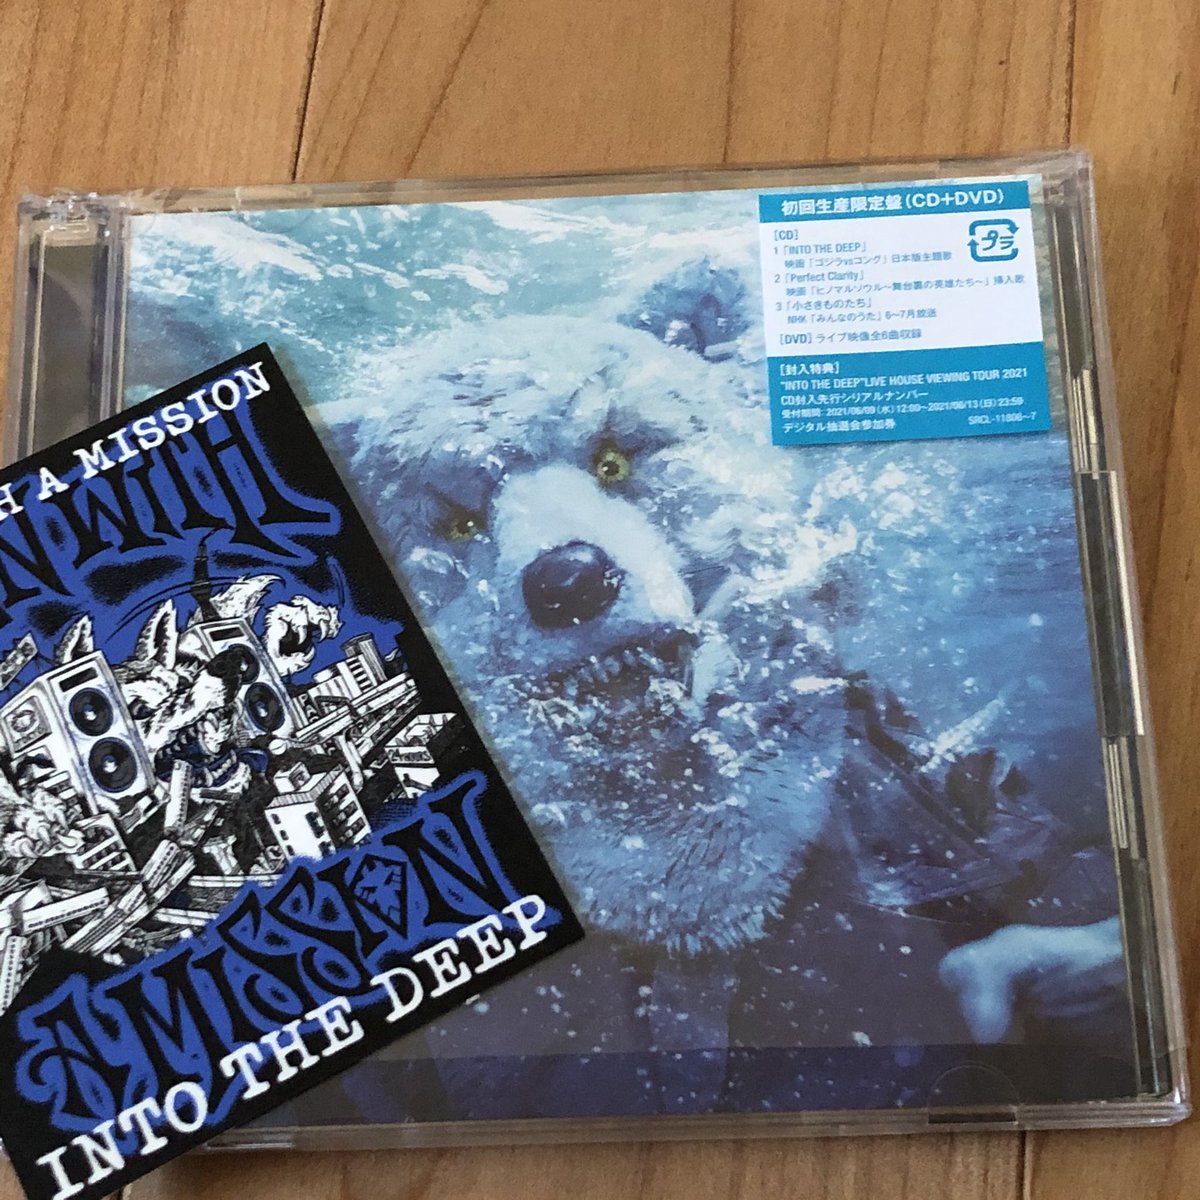 初回生産限定盤(CD+DVD)
[CD]
プラ
1「INTO THE DEEP」
映画「ゴジラvsコング」日本版主題歌
2「Perfect Clarity」
映画「ヒノマルソウル〜舞台裏の英雄たち〜」挿入歌
3「小さきものたち」
NHK「みんなのうた」6〜7月放送
[DVD]ライブ映像全6曲収録
[封入特典]
"INTO THE DEEP"LIVE HOUSE VIEWING TOUR 2021
CD封入先行シリアルナンバー
受付期間: 2021/06/09(水)12:00〜2021/06/13(日)23:59
デジタル抽選会参加券
SRCL-11806〜7
H A MISSION
N WITH
A MISSION
INTO THE DEEP